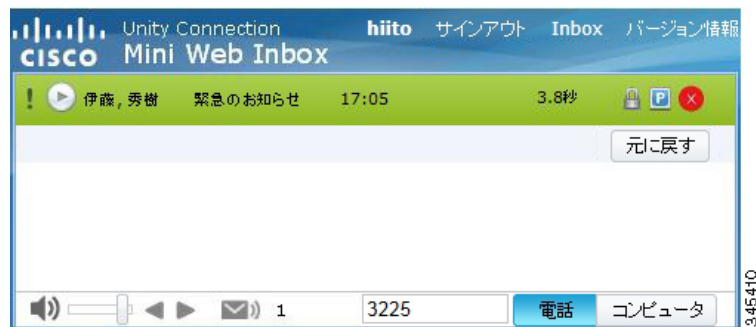 Unity Connection hiito サインアウト Inbox バージョン情報
CISCO Mini Web Inbox
! 伊藤, 秀樹 緊急のお知らせ 17:05 3.8秒 P
元に戻す
1 3225 電話 コンピュータ
345410